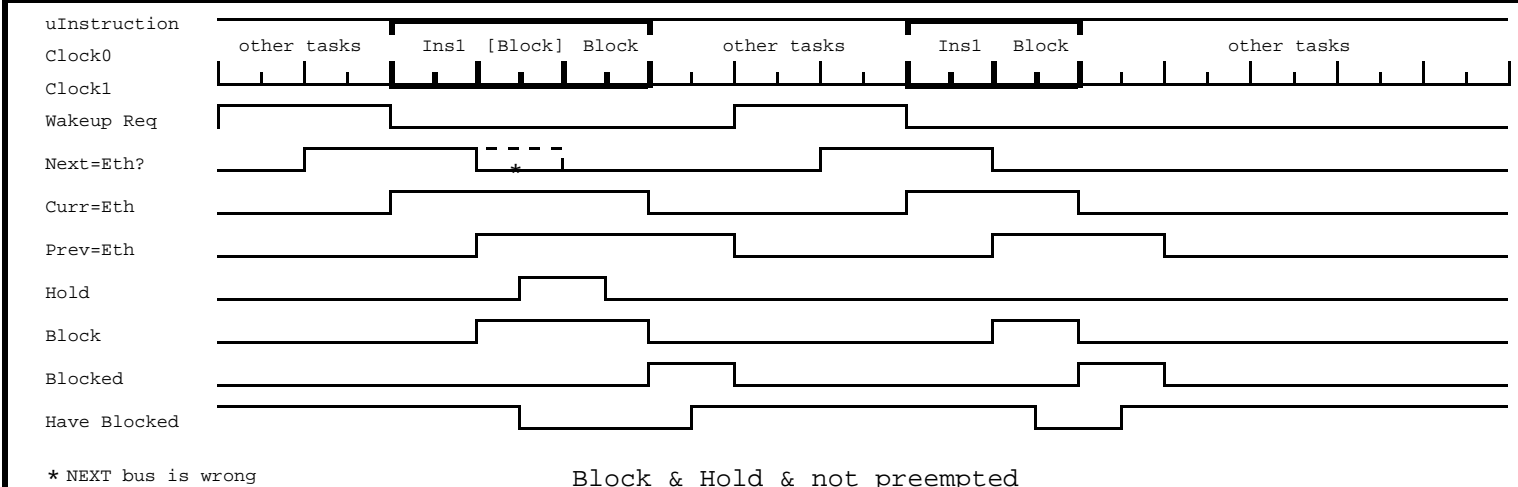 uInstruction
other tasks Ins1 [Block] Block other tasks Ins1 Block other tasks
Clock0
Clock1
Wakeup Req
Next=Eth?
*
Curr=Eth
Prev=Eth
Hold
Block
Blocked
Have Blocked
* NEXT bus is wrong
Block & Hold & not preempted